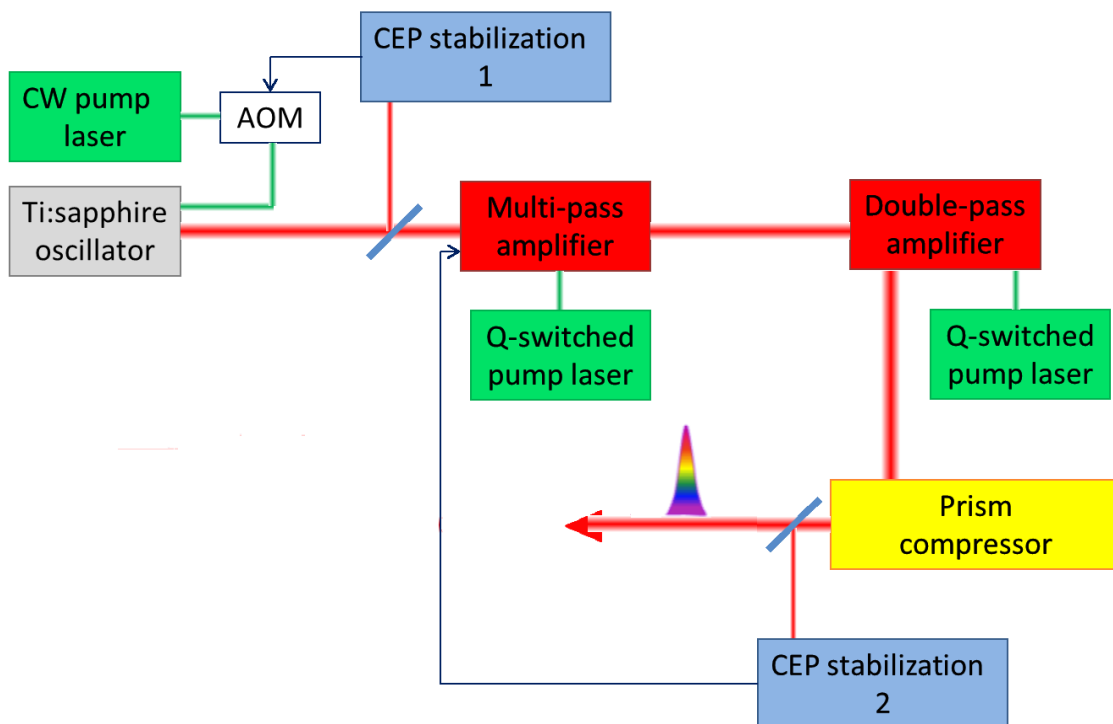 CEP stabilization
1
CW pump
laser
AOM
Ti:sapphire
oscillator
Multi-pass
amplifier
Double-pass
amplifier
Q-switched
pump laser
Q-switched
pump laser
Prism
compressor
CEP stabilization
2